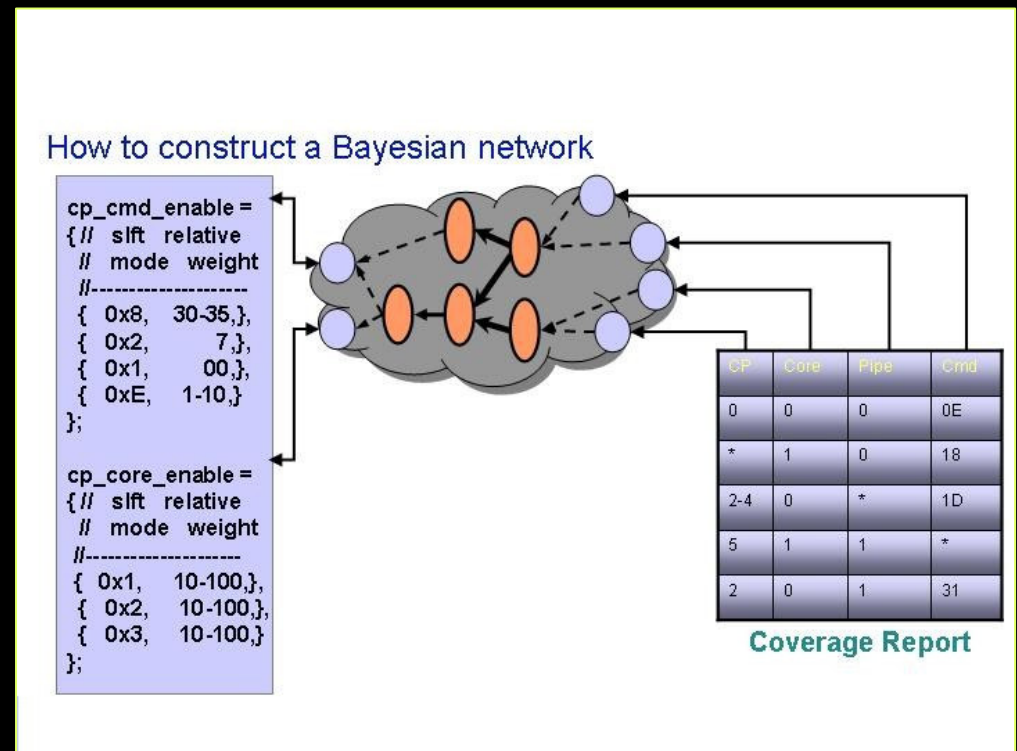 How to construct a Bayesian network
cp_cmd_enable =
{ // slft relative
// mode weight
//---------------------
{ 0x8, 30-35,},
{ 0x2, 7,},
{ 0x1, 00,},
{ 0xE, 1-10,}
};
cp_core_enable =
{ // slft relative
// mode weight
//---------------------
{ 0x1, 10-100,},
{ 0x2, 10-100,},
{ 0x3, 10-100,}
};
CP Core Pipe Cmd
0 0 0 0E
* 1 0 18
2-4 0 * 1D
5 1 1 *
2 0 1 31
Coverage Report